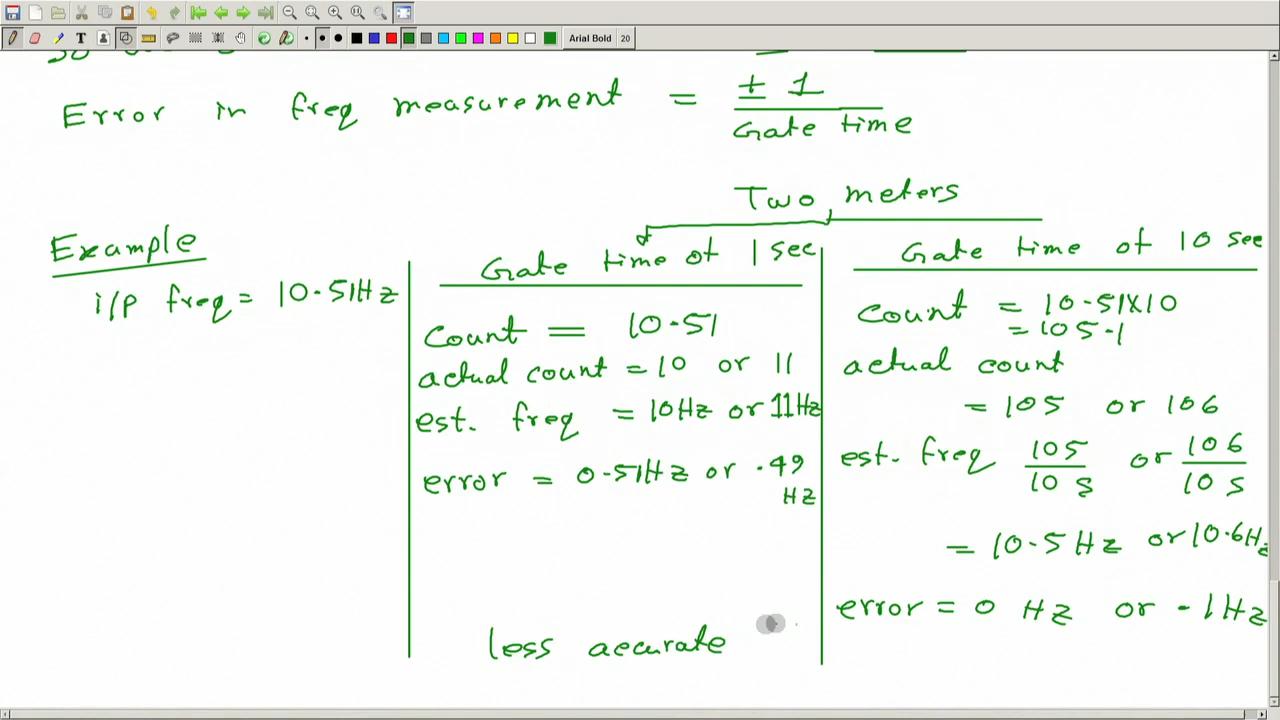 Arial Bold 20
Error in freq measurement = ± 1
Gate time
Two meters
Example
i/p freq = 10.51Hz
Gate time of 1 sec
count = 10.51
actual count = 10 or 11
est. freq = 10Hz or 11Hz
error = 0.51Hz or .49
Hz
less accurate
Gate time of 10 sec
count = 10.51x10
= 105.1
actual count
= 105 or 106
est. freq 105 or 106
10 s 10 s
= 10.5 Hz or 10.6Hz
error = 0 Hz or -1Hz